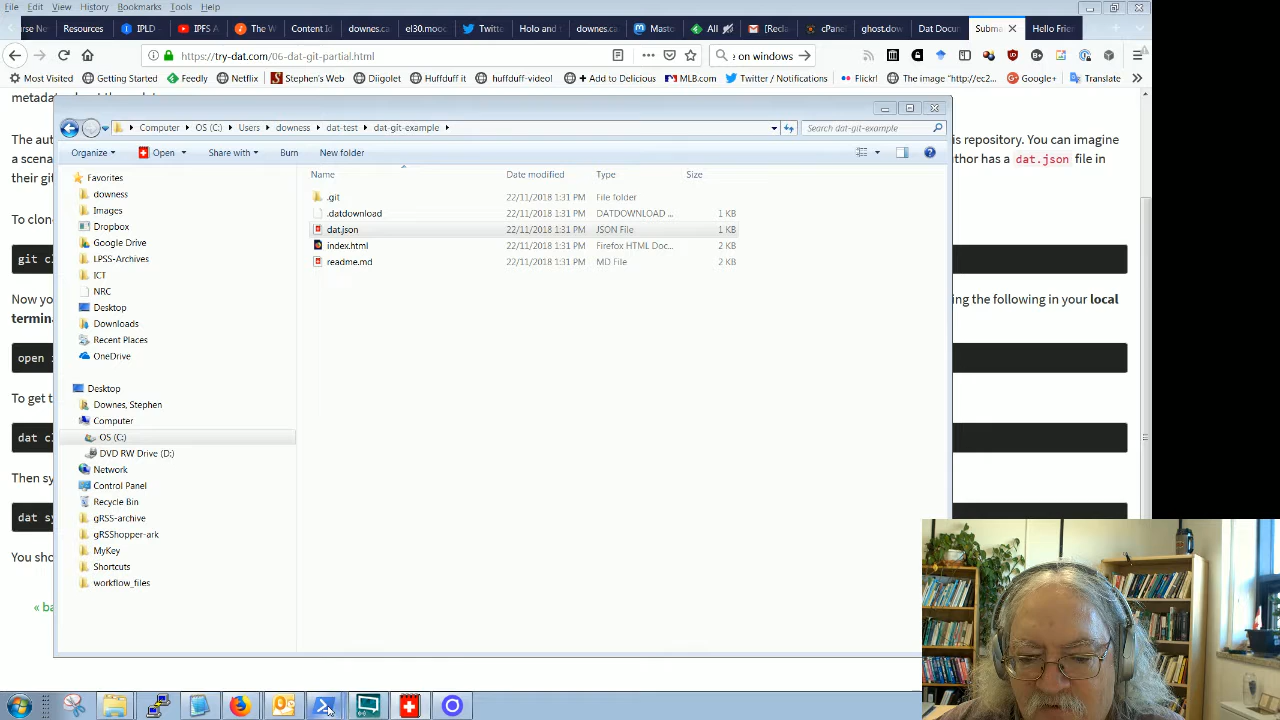 File Edit View History Bookmarks Tools Help
Resources IPLD IPFS A The W Content Id downes.c el30.mooc Twitte Holo and downes Masto All [Recla cPanel ghost.dow Dat Docu Subma Hello Frie
https://try-dat.com/06-dat-git-partial.html
on windows
Most Visited Getting Started Feedly Netflix Stephen's Web Diigolet Huffduff it huffduff-video! + Add to Delicious MLB.com Twitter / Notifications Flickr The image "http://ec2... Google+ Translate
Computer OS (C:) Users downess dat-test dat-git-example
Search dat-git-example
Organize Open Share with Burn New folder
Name Date modified Type Size
.git 22/11/2018 1:31 PM File folder
.datdownload 22/11/2018 1:31 PM DATDOWNLOAD ... 1 KB
dat.json 22/11/2018 1:31 PM JSON File 1 KB
index.html 22/11/2018 1:31 PM Firefox HTML Doc... 2 KB
readme.md 22/11/2018 1:31 PM MD File 2 KB
Favorites
downess
Images
Dropbox
Google Drive
LPSS-Archives
ICT
NRC
Desktop
Downloads
Recent Places
OneDrive
Desktop
Downes, Stephen
Computer
OS (C:)
DVD RW Drive (D:)
Network
Control Panel
Recycle Bin
gRSS-archive
gRSShopper-ark
MyKey
Shortcuts
workflow_files
The aut
a scena
their git
To clon
git cl
Now yo
termin
open
To get t
dat cl
Then sy
dat sy
You sho
« ba
is repository. You can imagine
thor has a dat.json file in
ing the following in your local